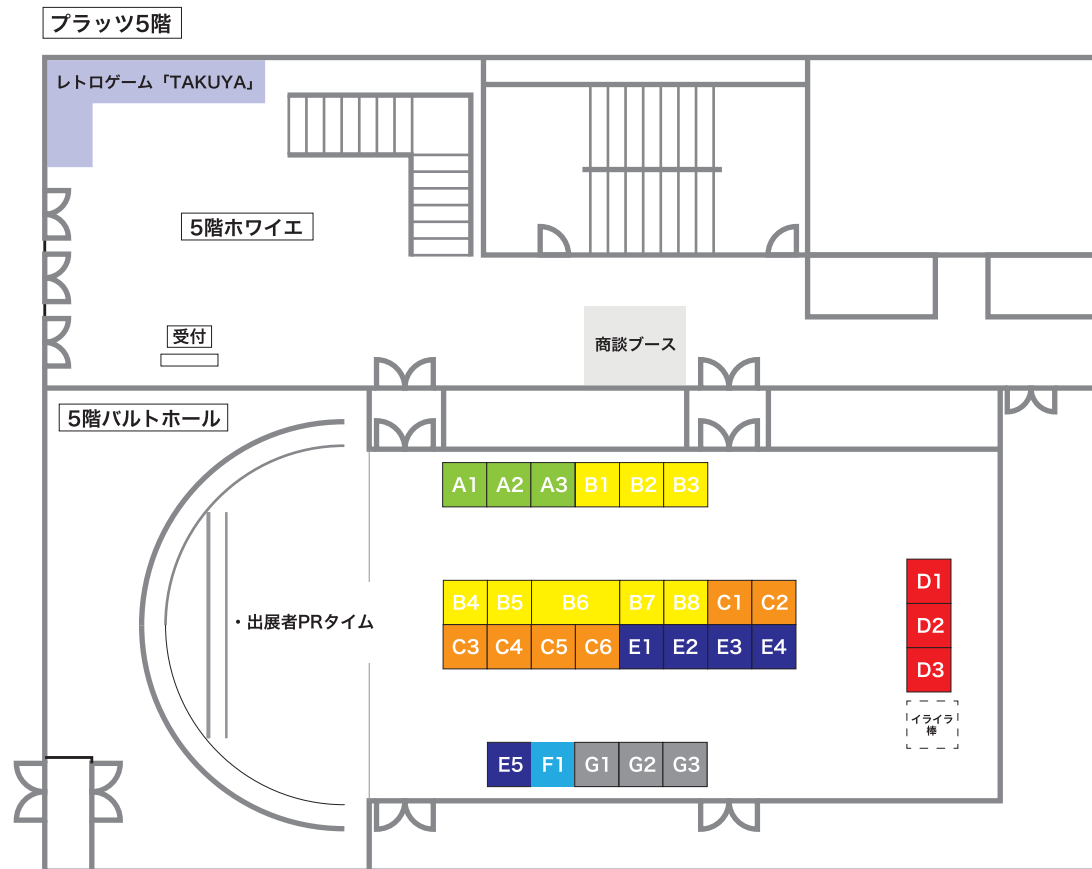 プラッツ5階
レトロゲーム「TAKUYA」
5階ホワイエ
受付
商談ブース
5階バルトホール
A1 A2 A3 B1 B2 B3
B4 B5 B6 B7 B8 C1 C2
C3 C4 C5 C6 E1 E2 E3 E4
・出展者PRタイム
D1
D2
D3
イライラ
棒
E5 F1 G1 G2 G3